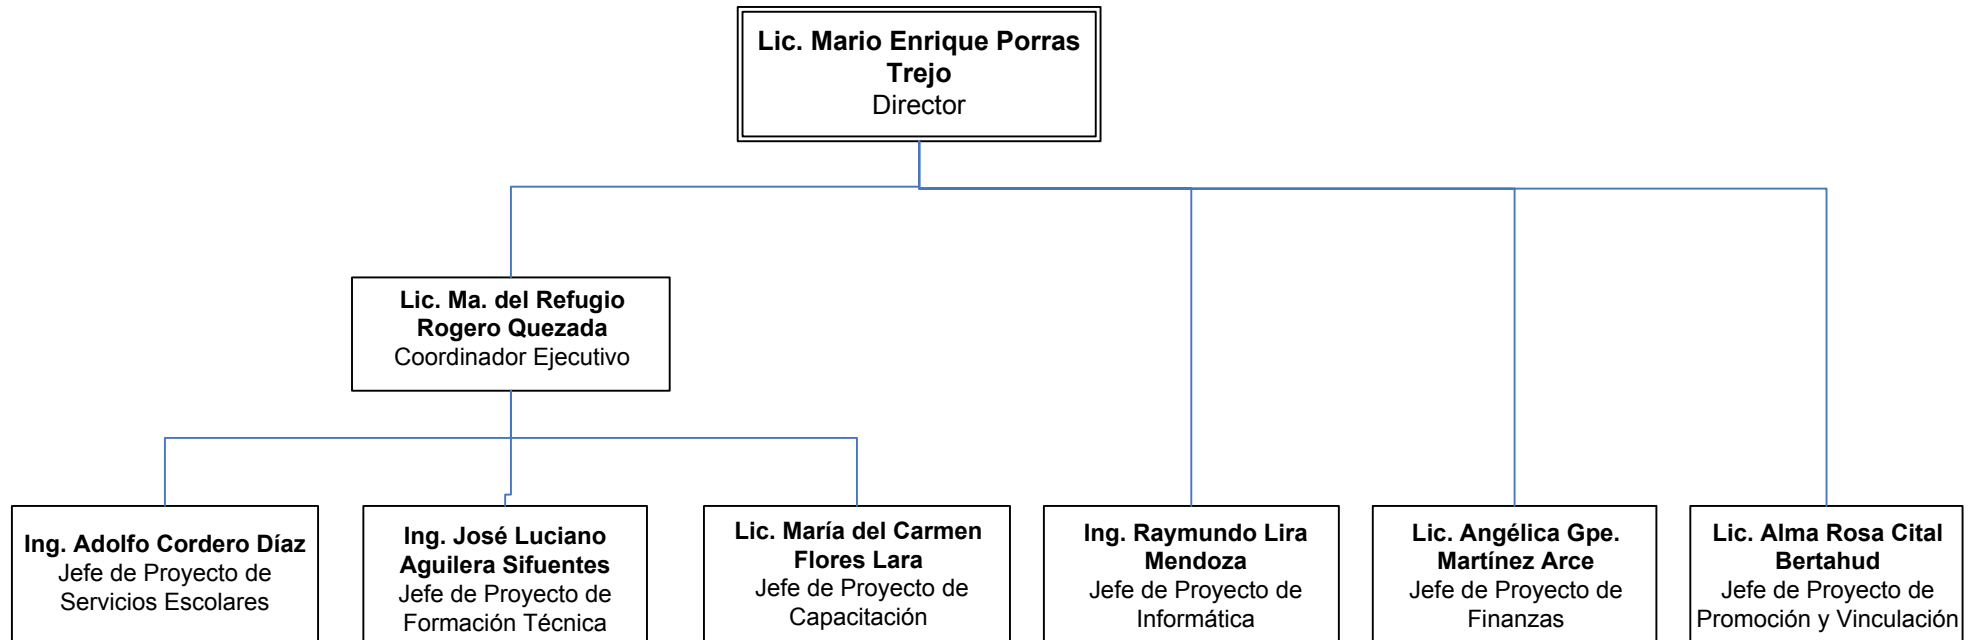 Lic. Mario Enrique Porras
Trejo
Director
Lic. Ma. del Refugio
Rogero Quezada
Coordinador Ejecutivo
Ing. Adolfo Cordero Díaz
Jefe de Proyecto de
Servicios Escolares
Ing. José Luciano
Aguilera Sifuentes
Jefe de Proyecto de
Formación Técnica
Lic. María del Carmen
Flores Lara
Jefe de Proyecto de
Capacitación
Ing. Raymundo Lira
Mendoza
Jefe de Proyecto de
Informática
Lic. Angélica Gpe.
Martínez Arce
Jefe de Proyecto de
Finanzas
Lic. Alma Rosa Cital
Bertahud
Jefe de Proyecto de
Promoción y Vinculación